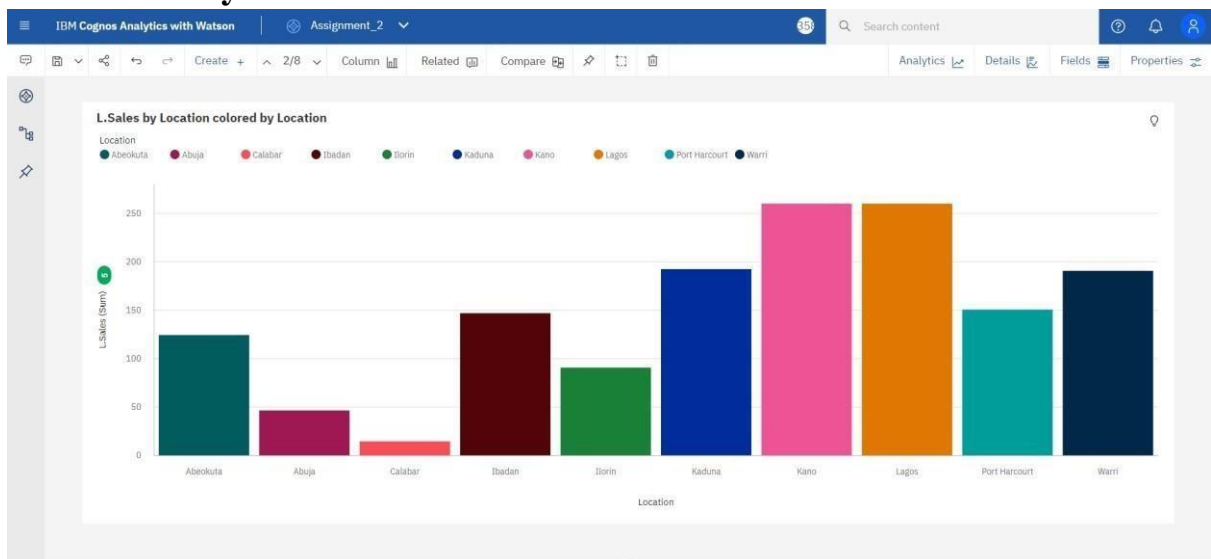 IBM Cognos Analytics with Watson Assignment_2 Search content
Create + 2/8 Column Related Compare Analytics Details Fields Properties
L.Sales by Location colored by Location
Location
Abeokuta Abuja Calabar Ibadan Ilorin Kaduna Kano Lagos Port Harcourt Warri
250
200
5
150
L.Sales (Sum)
100
50
0
Abeokuta Abuja Calabar Ibadan Ilorin Kaduna Kano Lagos Port Harcourt Warri
Location